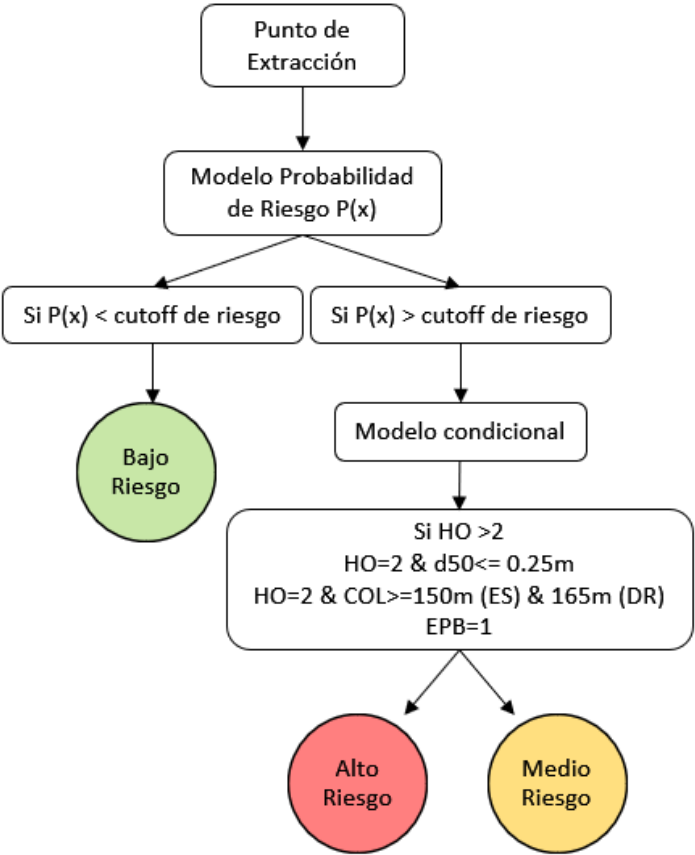 Punto de
Extracción
Modelo Probabilidad
de Riesgo P(x)
Si P(x) < cutoff de riesgo
Si P(x) > cutoff de riesgo
Bajo
Riesgo
Modelo condicional
Si HO >2
HO=2 & d50<= 0.25m
HO=2 & COL>=150m (ES) & 165m (DR)
EPB=1
Alto
Riesgo
Medio
Riesgo